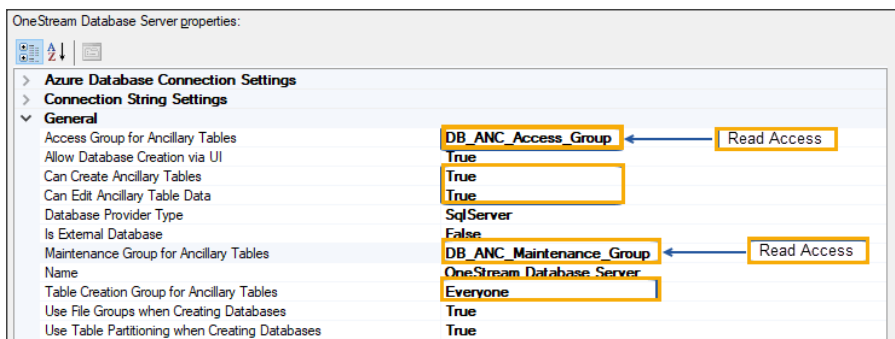 OneStream Database Server properties:
Azure Database Connection Settings
Connection String Settings
General
Access Group for Ancillary Tables DB_ANC_Access_Group Read Access
Allow Database Creation via UI True
Can Create Ancillary Tables True
Can Edit Ancillary Table Data True
Database Provider Type SqlServer
Is External Database False
Maintenance Group for Ancillary Tables DB_ANC_Maintenance_Group Read Access
Name OneStream Database Server
Table Creation Group for Ancillary Tables Everyone
Use File Groups when Creating Databases True
Use Table Partitioning when Creating Databases True